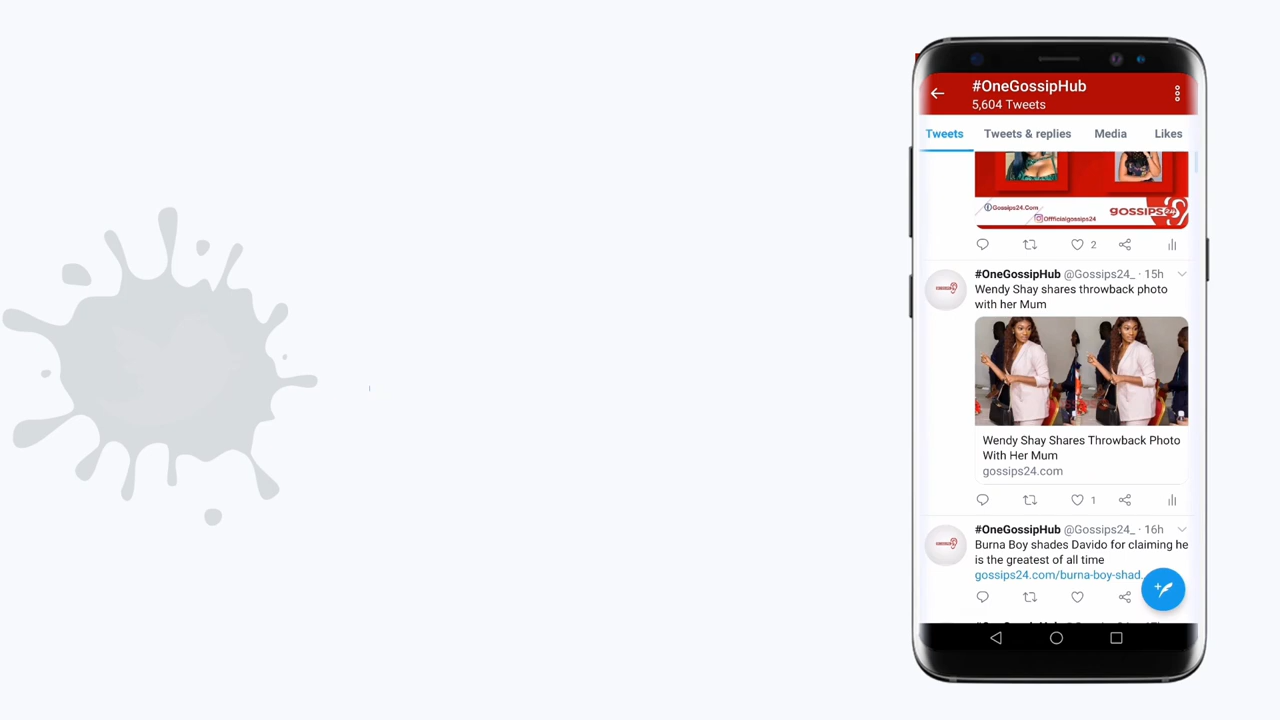 #OneGossipHub
5,604 Tweets
Tweets Tweets & replies Media Likes
Gossips24.Com
Offficialgossips24
gossips24
2
#OneGossipHub @Gossips24_ · 15h
Wendy Shay shares throwback photo
with her Mum
Wendy Shay Shares Throwback Photo
With Her Mum
gossips24.com
1
#OneGossipHub @Gossips24_ · 16h
Burna Boy shades Davido for claiming he
is the greatest of all time
gossips24.com/burna-boy-shad...